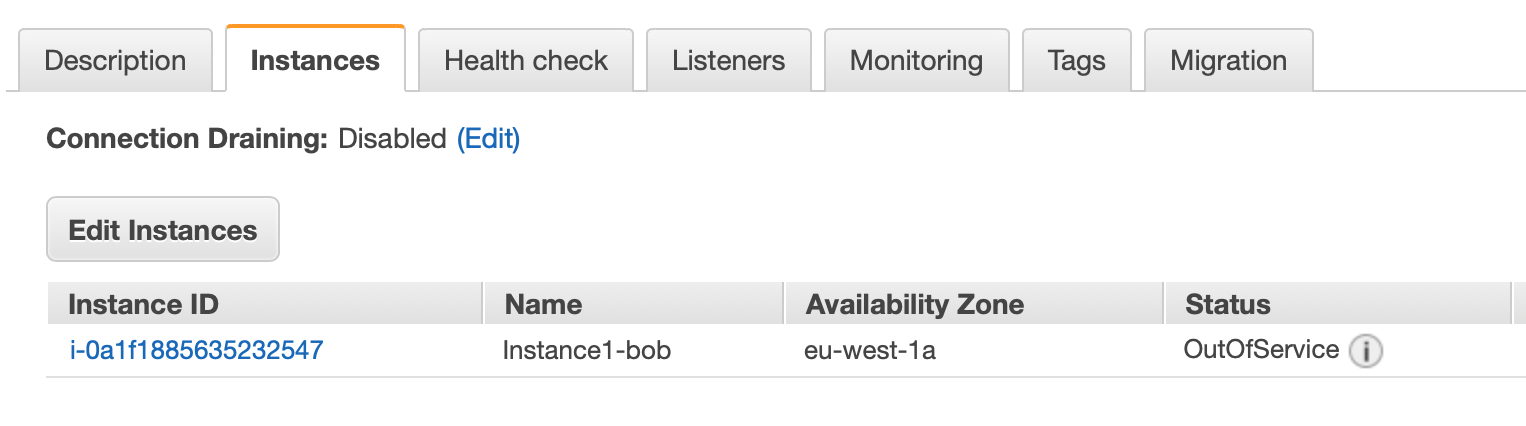 Description Instances Health check Listeners Monitoring Tags Migration
Connection Draining: Disabled (Edit)
Edit Instances
Instance ID Name Availability Zone Status
i-0a1f1885635232547 Instance1-bob eu-west-1a OutOfService i